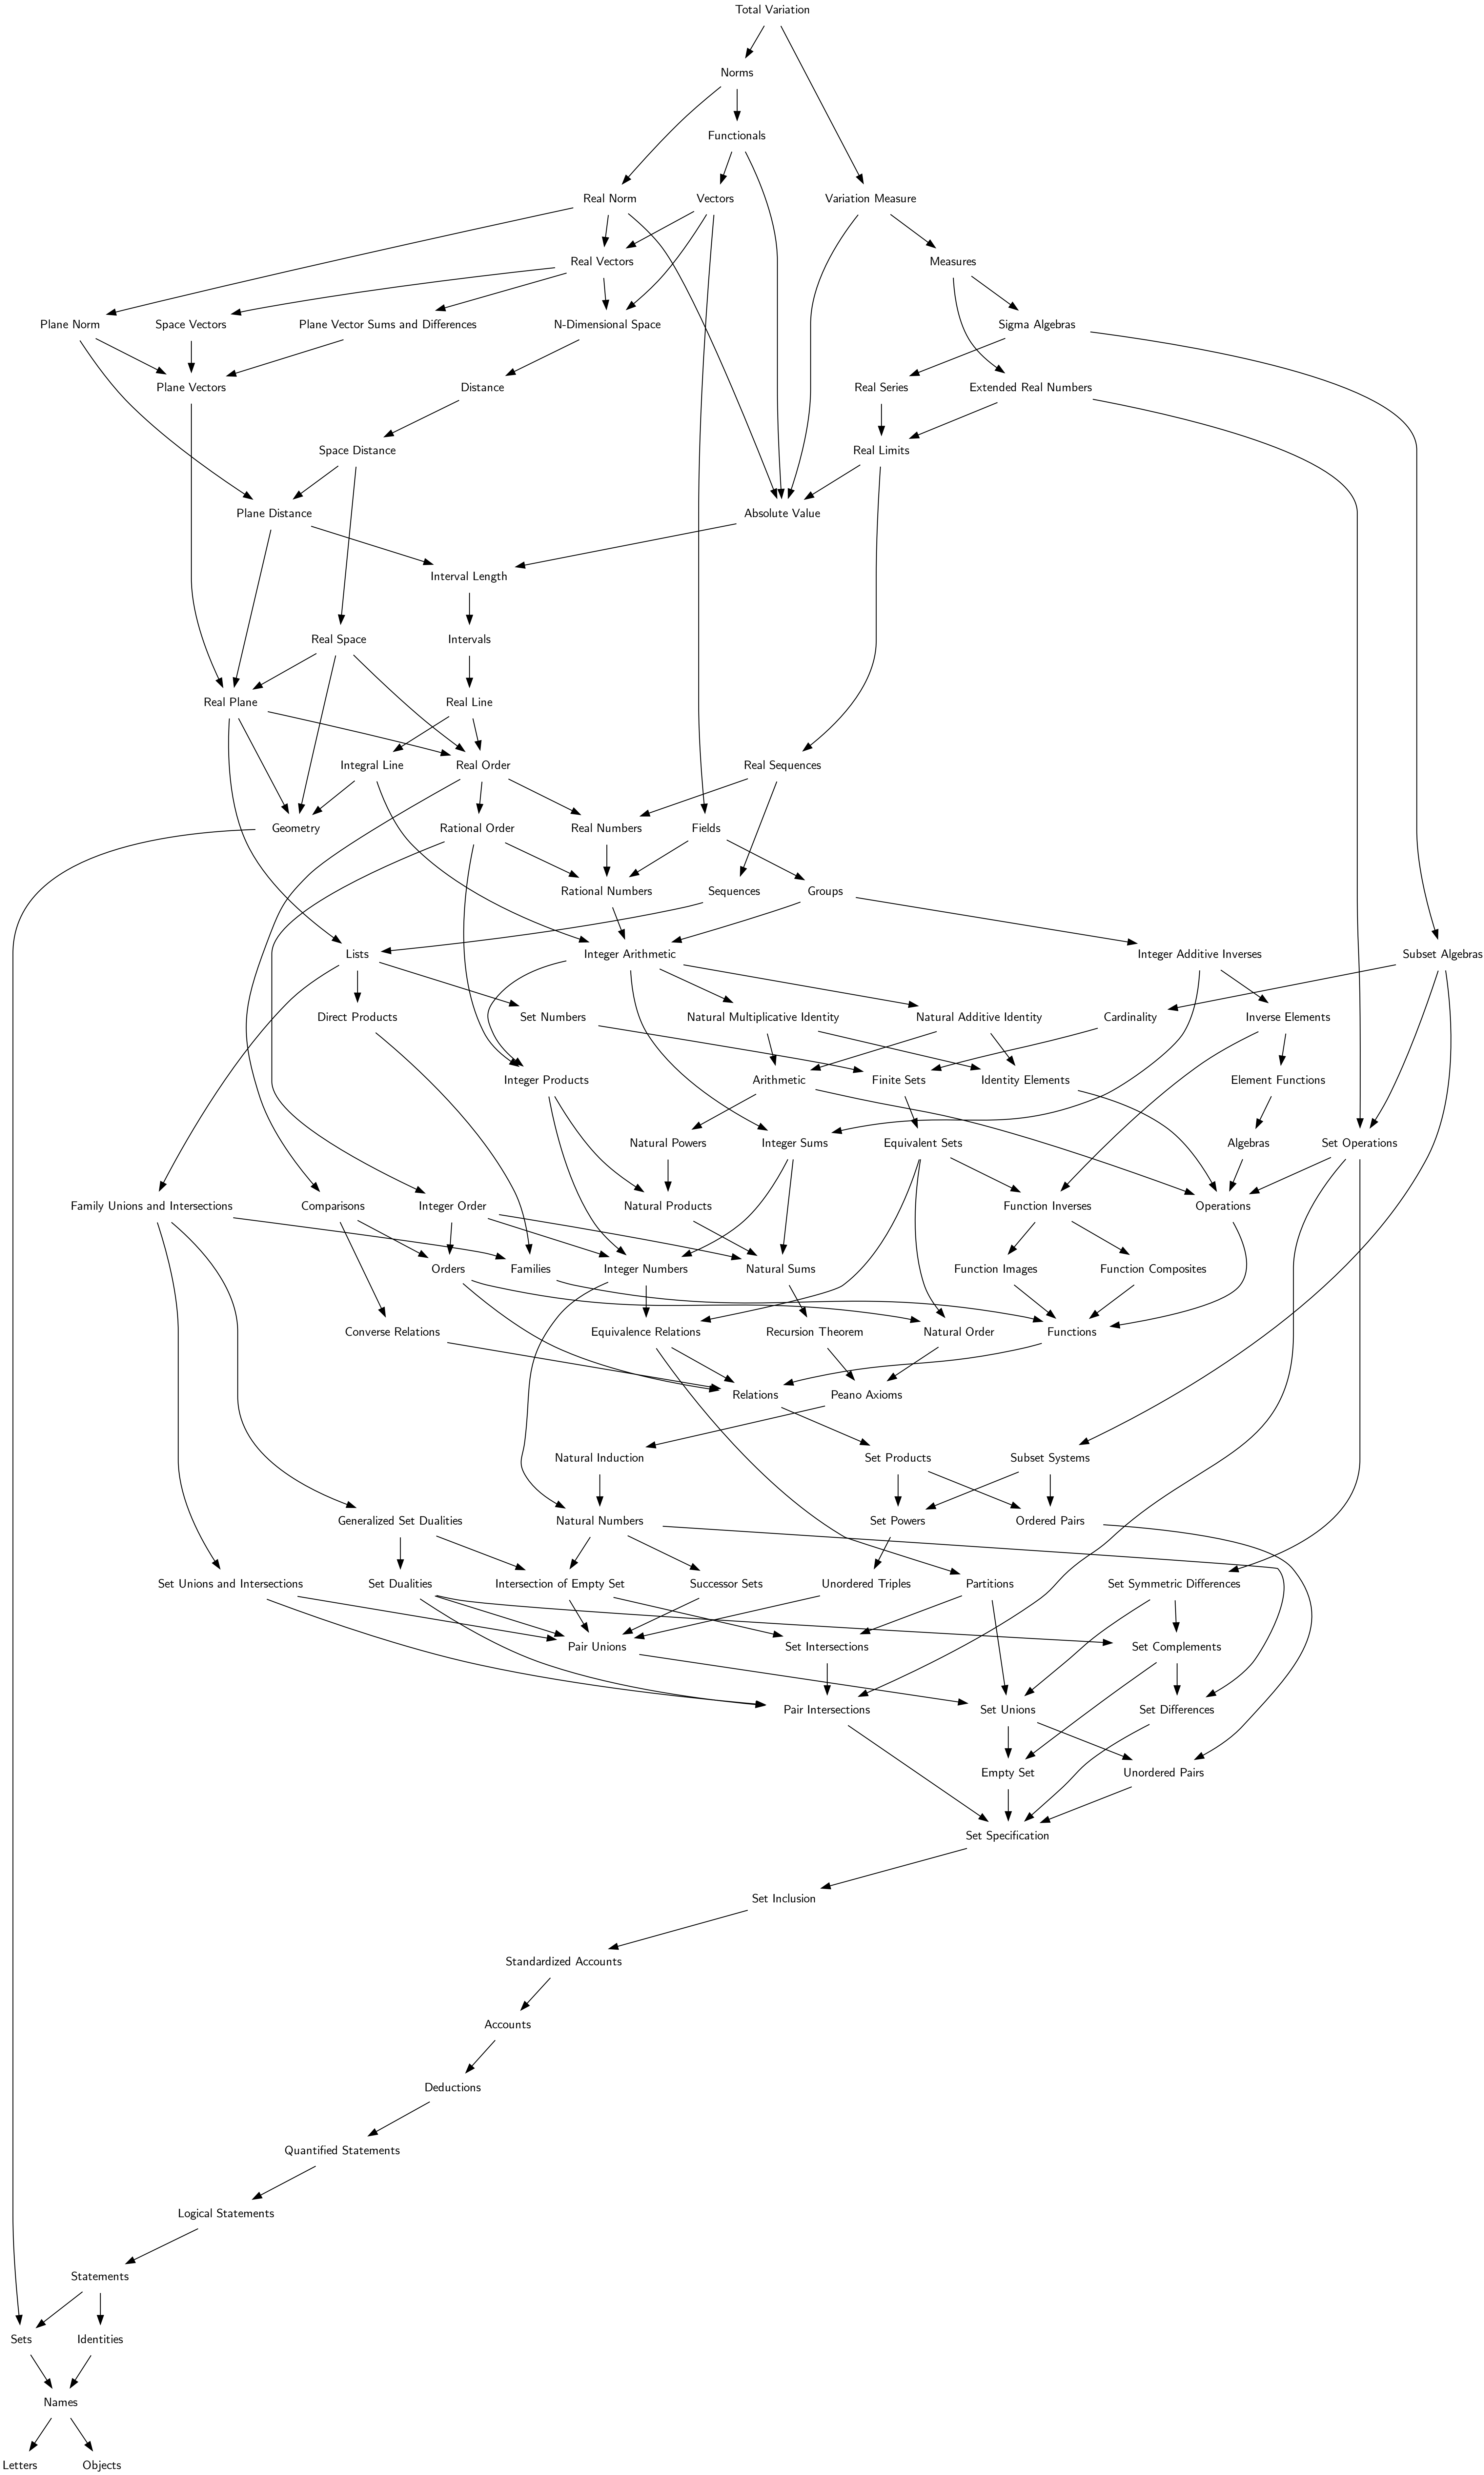 Total Variation
Norms
Functionals
Real Norm
Vectors
Variation Measure
Real Vectors
Measures
Plane Norm
Space Vectors
Plane Vector Sums and Differences
N-Dimensional Space
Sigma Algebras
Plane Vectors
Distance
Real Series
Extended Real Numbers
Space Distance
Real Limits
Plane Distance
Absolute Value
Interval Length
Real Space
Intervals
Real Plane
Real Line
Integral Line
Real Order
Real Sequences
Geometry
Rational Order
Real Numbers
Fields
Rational Numbers
Sequences
Groups
Lists
Integer Arithmetic
Integer Additive Inverses
Subset Algebras
Direct Products
Set Numbers
Natural Multiplicative Identity
Natural Additive Identity
Cardinality
Inverse Elements
Integer Products
Arithmetic
Finite Sets
Identity Elements
Element Functions
Natural Powers
Integer Sums
Equivalent Sets
Algebras
Set Operations
Family Unions and Intersections
Comparisons
Integer Order
Natural Products
Function Inverses
Operations
Orders
Families
Integer Numbers
Natural Sums
Function Images
Function Composites
Converse Relations
Equivalence Relations
Recursion Theorem
Natural Order
Functions
Relations
Peano Axioms
Natural Induction
Set Products
Subset Systems
Generalized Set Dualities
Natural Numbers
Set Powers
Ordered Pairs
Set Unions and Intersections
Set Dualities
Intersection of Empty Set
Successor Sets
Unordered Triples
Partitions
Set Symmetric Differences
Pair Unions
Set Intersections
Set Complements
Pair Intersections
Set Unions
Set Differences
Empty Set
Unordered Pairs
Set Specification
Set Inclusion
Standardized Accounts
Accounts
Deductions
Quantified Statements
Logical Statements
Statements
Sets
Identities
Names
Letters
Objects